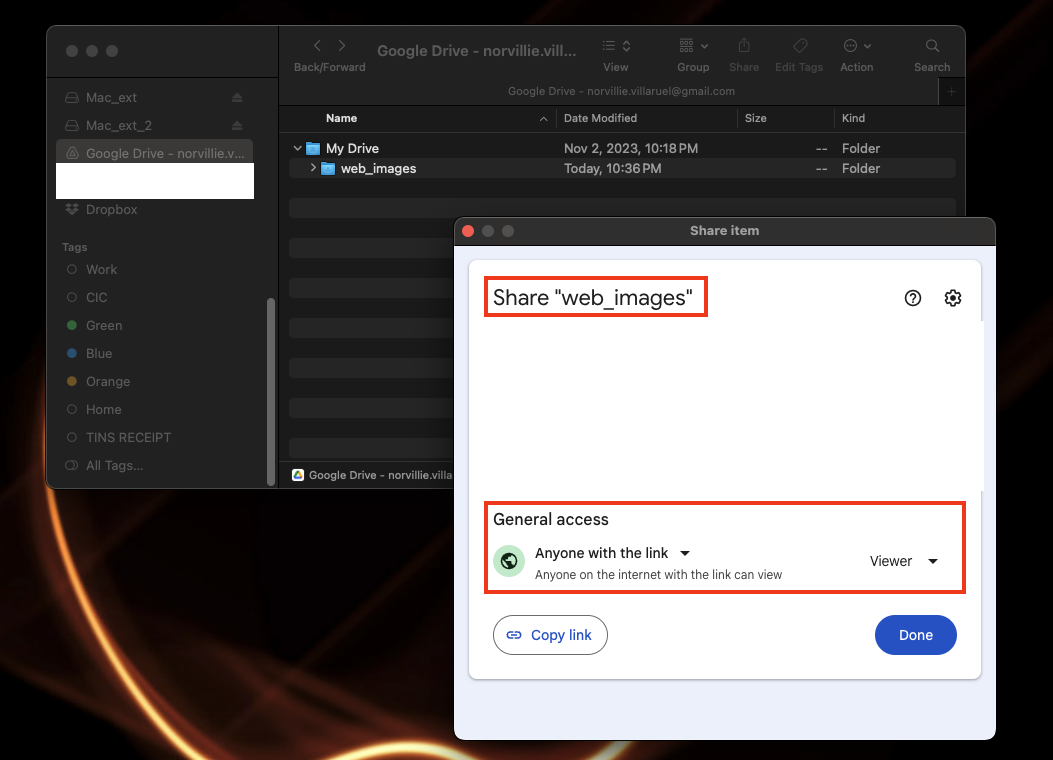 Google Drive - norvillie.vill...
Back/Forward
View
Group
Share
Edit Tags
Action
Search
Google Drive - norvillie.villaruel@gmail.com
Mac_ext
Mac_ext_2
Google Drive - norvillie.v...
Dropbox
Tags
Work
CIC
Green
Blue
Orange
Home
TINS RECEIPT
All Tags...
Name Date Modified Size Kind
My Drive Nov 2, 2023, 10:18 PM -- Folder
web_images Today, 10:36 PM -- Folder
Google Drive - norvillie.villa
Share item
Share "web_images"
General access
Anyone with the link
Anyone on the internet with the link can view
Viewer
Copy link
Done